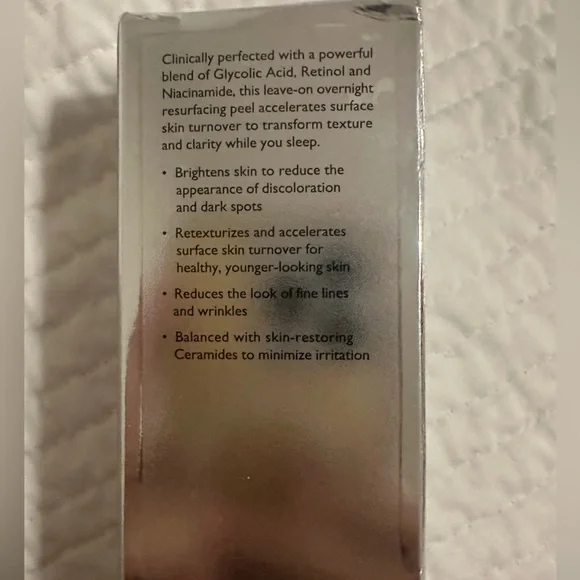 Clinically perfected with a powerful
blend of Glycolic Acid, Retinol and
Niacinamide, this leave-on overnight
resurfacing peel accelerates surface
skin turnover to transform texture
and clarity while you sleep.
• Brightens skin to reduce the
appearance of discoloration
and dark spots
• Retexturizes and accelerates
surface skin turnover for
healthy, younger-looking skin
• Reduces the look of fine lines
and wrinkles
• Balanced with skin-restoring
Ceramides to minimize irritation